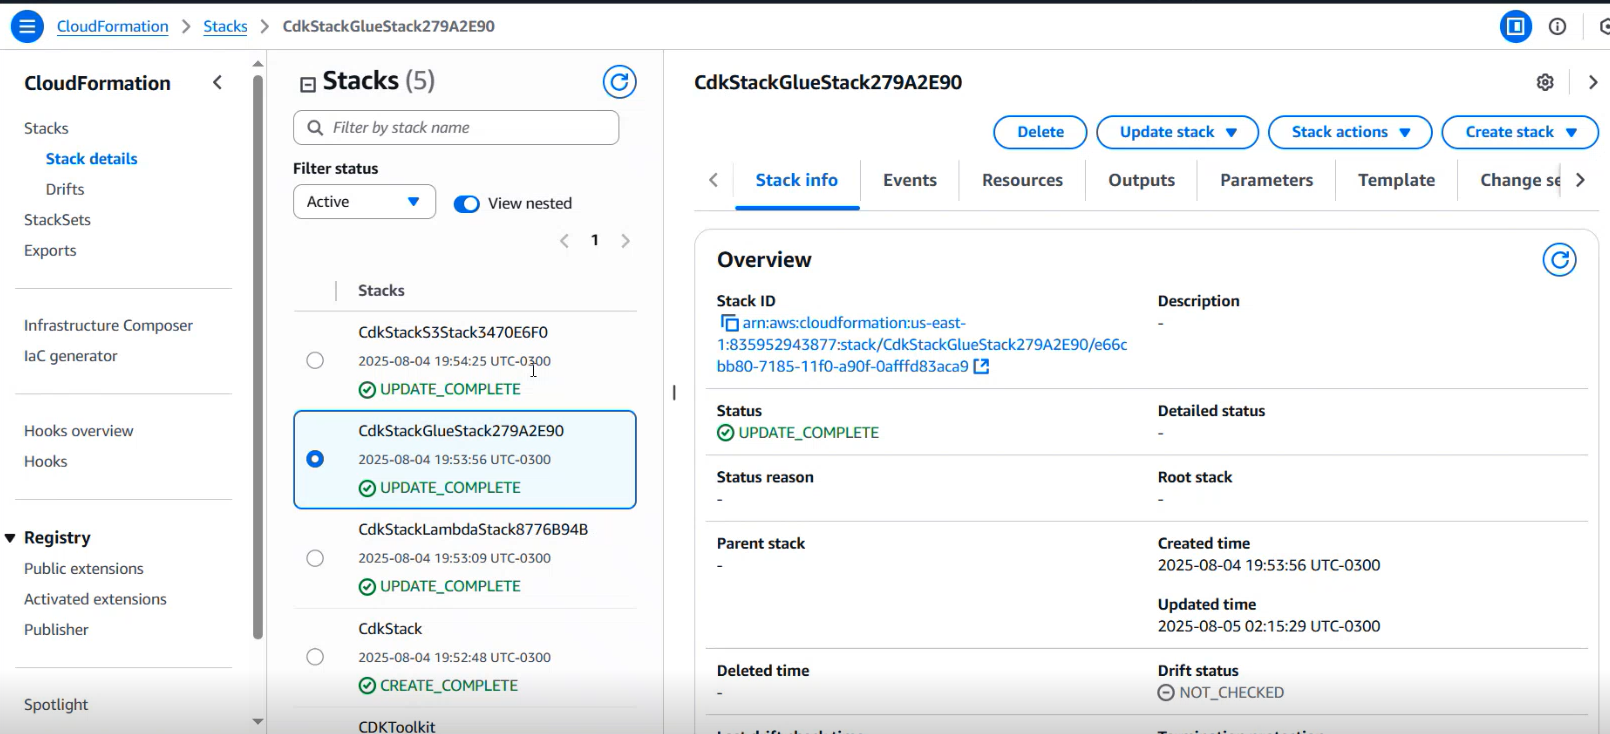 CloudFormation > Stacks > CdkStackGlueStack279A2E90
CloudFormation
Stacks
Stack details
Drifts
StackSets
Exports
Infrastructure Composer
IaC generator
Hooks overview
Hooks
Registry
Public extensions
Activated extensions
Publisher
Spotlight
Stacks (5)
Filter by stack name
Filter status
Active
View nested
1
Stacks
CdkStackS3Stack3470E6F0
2025-08-04 19:54:25 UTC-0300
UPDATE_COMPLETE
CdkStackGlueStack279A2E90
2025-08-04 19:53:56 UTC-0300
UPDATE_COMPLETE
CdkStackLambdaStack8776B94B
2025-08-04 19:53:09 UTC-0300
UPDATE_COMPLETE
CdkStack
2025-08-04 19:52:48 UTC-0300
CREATE_COMPLETE
CDKToolkit
CdkStackGlueStack279A2E90
Delete Update stack Stack actions Create stack
Stack info Events Resources Outputs Parameters Template Change se
Overview
Stack ID
arn:aws:cloudformation:us-east-
1:835952943877:stack/CdkStackGlueStack279A2E90/e66c
bb80-7185-11f0-a90f-0afffd83aca9
Description
-
Status
UPDATE_COMPLETE
Detailed status
-
Status reason
-
Root stack
-
Parent stack
-
Created time
2025-08-04 19:53:56 UTC-0300
Updated time
2025-08-05 02:15:29 UTC-0300
Deleted time
-
Drift status
NOT_CHECKED